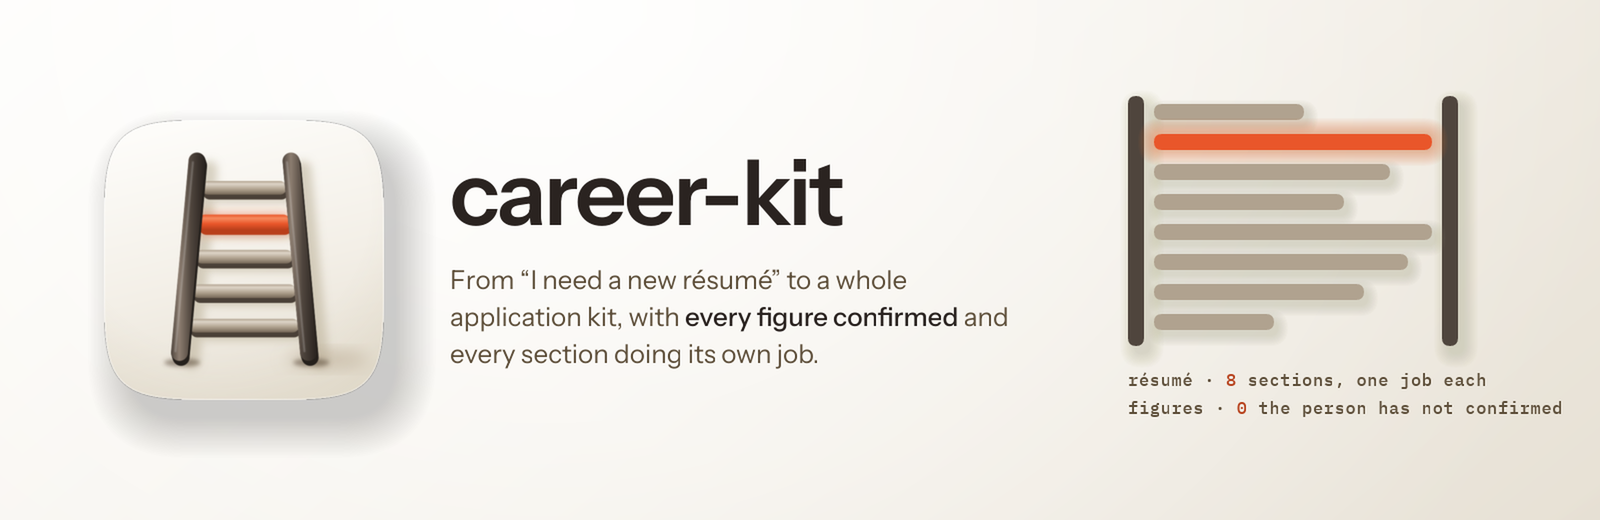 career-kit
From “I need a new résumé” to a whole
application kit, with every figure confirmed and
every section doing its own job.
résumé · 8 sections, one job each
figures · 0 the person has not confirmed